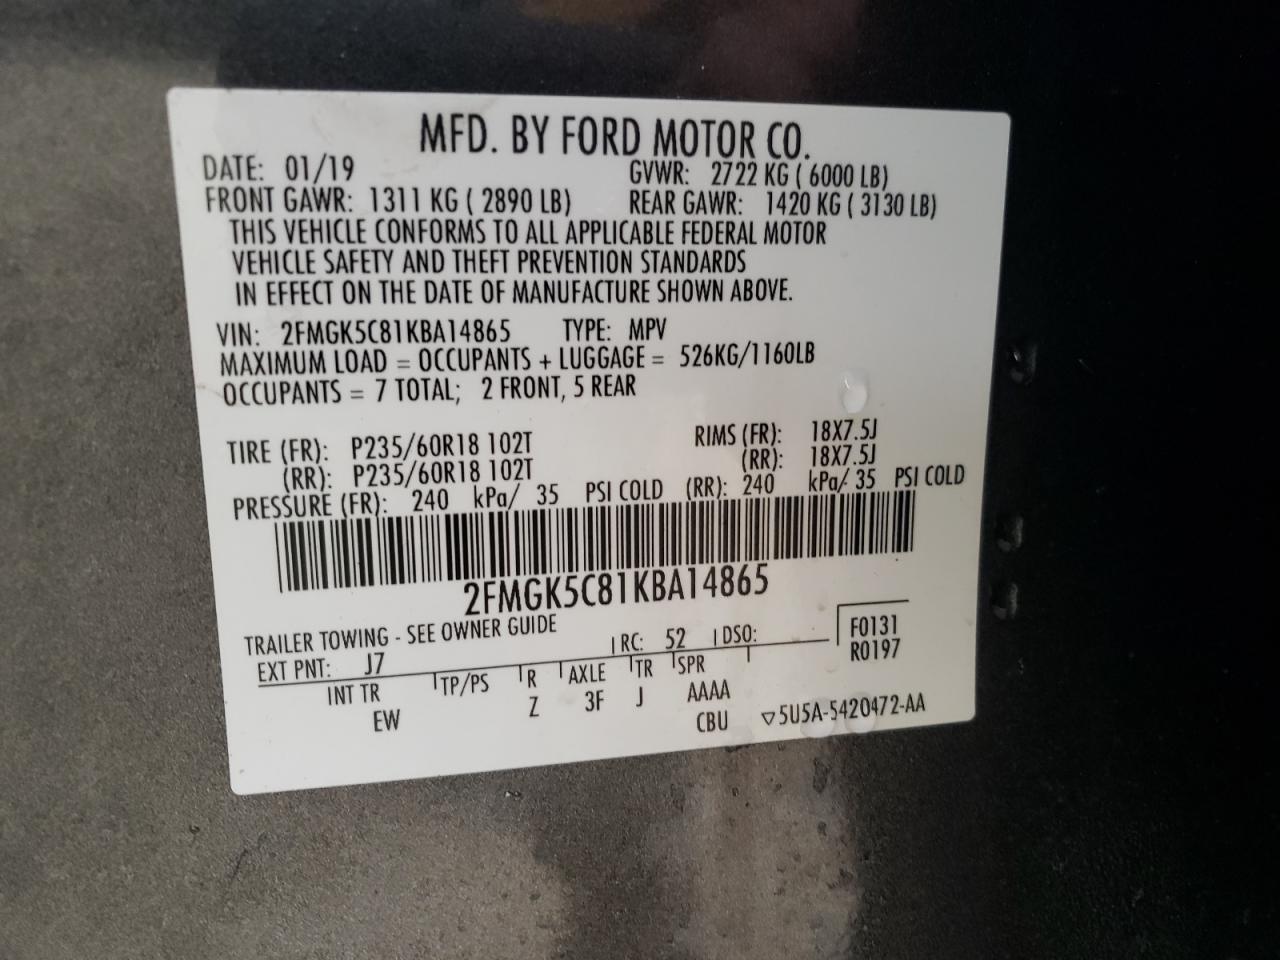 MFD. BY FORD MOTOR CO.
DATE: 01/19 GVWR: 2722 KG ( 6000 LB)
FRONT GAWR: 1311 KG ( 2890 LB) REAR GAWR: 1420 KG ( 3130 LB)
THIS VEHICLE CONFORMS TO ALL APPLICABLE FEDERAL MOTOR
VEHICLE SAFETY AND THEFT PREVENTION STANDARDS
IN EFFECT ON THE DATE OF MANUFACTURE SHOWN ABOVE.
VIN: 2FMGK5C81KBA14865 TYPE: MPV
MAXIMUM LOAD = OCCUPANTS + LUGGAGE = 526KG/1160LB
OCCUPANTS = 7 TOTAL; 2 FRONT, 5 REAR
TIRE (FR): P235/60R18 102T RIMS (FR): 18X7.5J
(RR): P235/60R18 102T (RR): 18X7.5J
PRESSURE (FR): 240 kPa/ 35 PSI COLD (RR): 240 kPa/ 35 PSI COLD
2FMGK5C81KBA14865
TRAILER TOWING - SEE OWNER GUIDE
EXT PNT: J7 RC: 52 DSO: F0131
R0197
INT TR TP/PS R AXLE TR SPR
EW Z 3F J AAAA
CBU ▽5U5A-5420472-AA